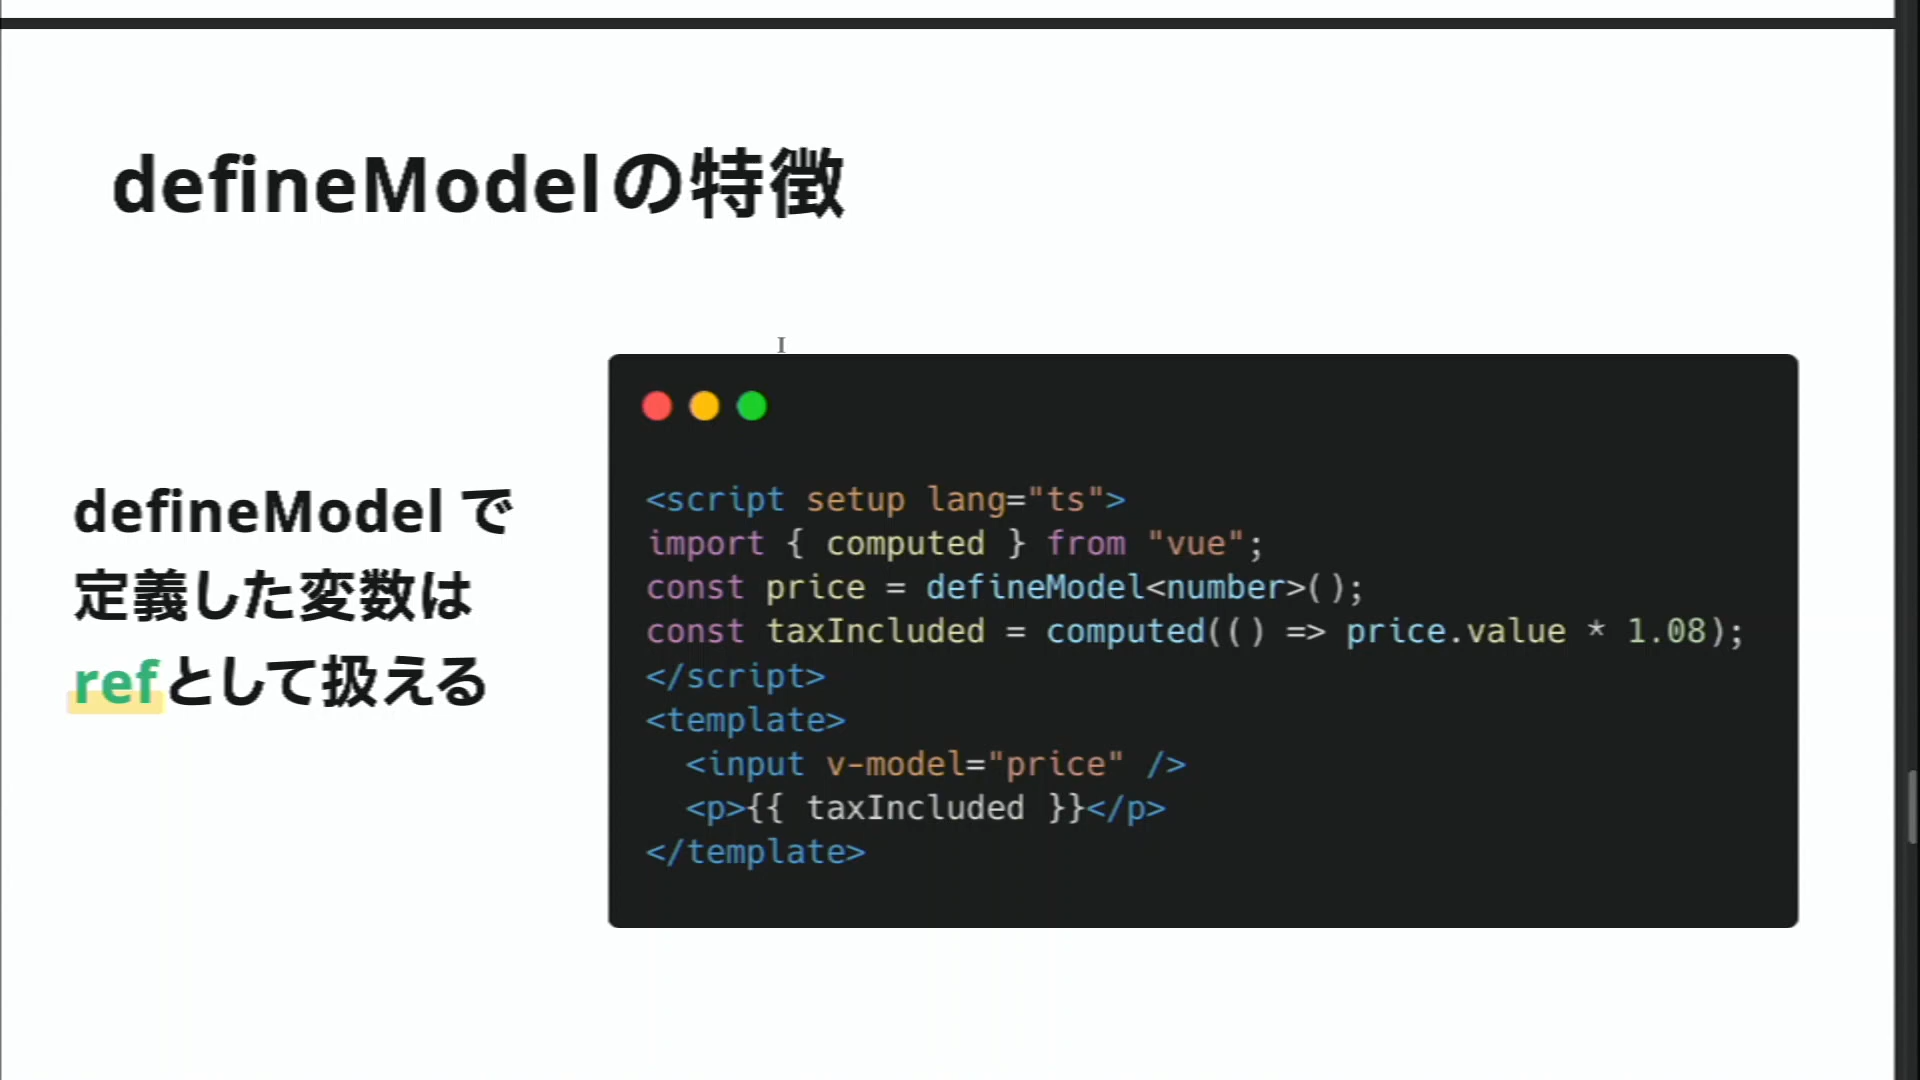 defineModelの特徴
defineModel で
定義した変数は
refとして扱える
<script setup lang="ts">
import { computed } from "vue";
const price = defineModel<number>();
const taxIncluded = computed(() => price.value * 1.08);
</script>
<template>
  <input v-model="price" />
  <p>{{ taxIncluded }}</p>
</template>